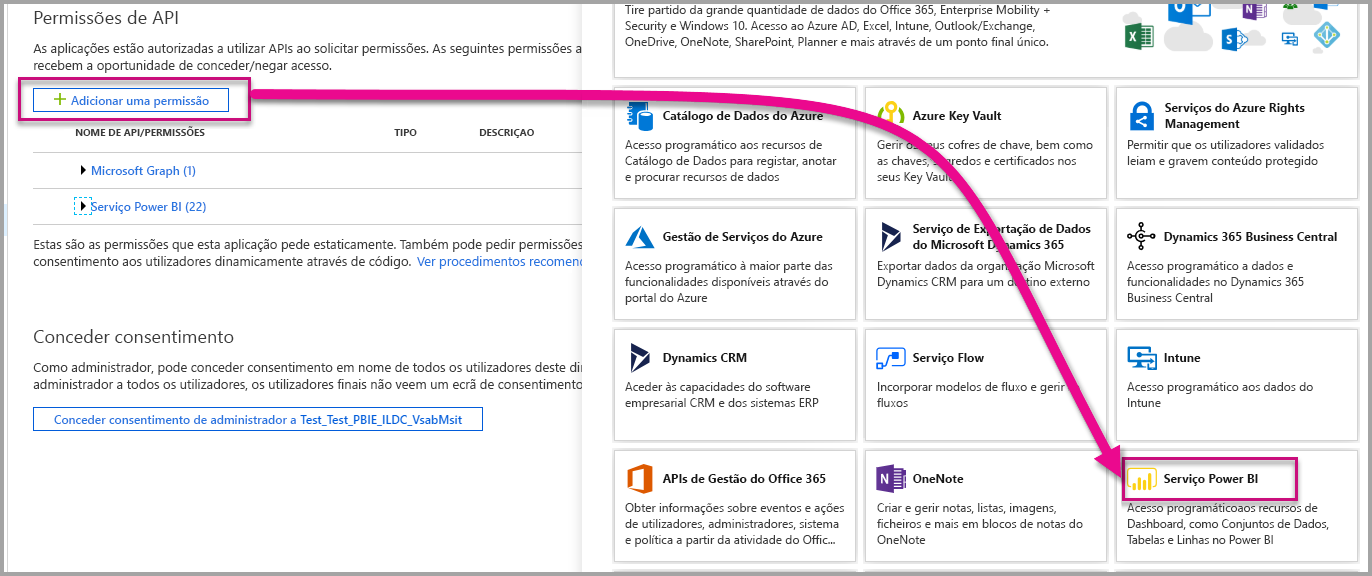 Permissões de API
As aplicações estão autorizadas a utilizar APIs ao solicitar permissões. As seguintes permissões a
recebem a oportunidade de conceder/negar acesso.
+ Adicionar uma permissão
NOME DE API/PERMISSÕES TIPO DESCRIÇAO
Microsoft Graph (1)
Serviço Power BI (22)
Estas são as permissões que esta aplicação pede estaticamente. Também pode pedir permissões
consentimento aos utilizadores dinamicamente através de código. Ver procedimentos recomend
Conceder consentimento
Como administrador, pode conceder consentimento em nome de todos os utilizadores deste di
administrador a todos os utilizadores, os utilizadores finais não veem um ecrã de consentimento
Conceder consentimento de administrador a Test_Test_PBIE_ILDC_VsabMsit
Tire partido da grande quantidade de dados do Office 365, Enterprise Mobility +
Security e Windows 10. Acesso ao Azure AD, Excel, Intune, Outlook/Exchange,
OneDrive, OneNote, SharePoint, Planner e mais através de um ponto final único.
Catálogo de Dados do Azure
Acesso programático aos recursos de
Catálogo de Dados para registar, anotar
e procurar recursos de dados
Azure Key Vault
Gerir os seus cofres de chave, bem como
as chaves, segredos e certificados nos
seus Key Vault
Serviços do Azure Rights
Management
Permitir que os utilizadores validados
leiam e gravem conteúdo protegido
Gestão de Serviços do Azure
Acesso programático à maior parte das
funcionalidades disponíveis através do
portal do Azure
Serviço de Exportação de Dados
do Microsoft Dynamics 365
Exportar dados da organização Microsoft
Dynamics CRM para um destino externo
Dynamics 365 Business Central
Acesso programático a dados e
funcionalidades no Dynamics 365
Business Central
Dynamics CRM
Aceder às capacidades do software
empresarial CRM e dos sistemas ERP
Serviço Flow
Incorporar modelos de fluxo e gerir
fluxos
Intune
Acesso programático aos dados do
Intune
APIs de Gestão do Office 365
Obter informações sobre eventos e ações
de utilizadores, administradores, sistema
e política a partir da atividade do Offic...
OneNote
Criar e gerir notas, listas, imagens,
ficheiros e mais em blocos de notas do
OneNote
Serviço Power BI
Acesso programáticoaos recursos de
Dashboard, como Conjuntos de Dados,
Tabelas e Linhas no Power BI